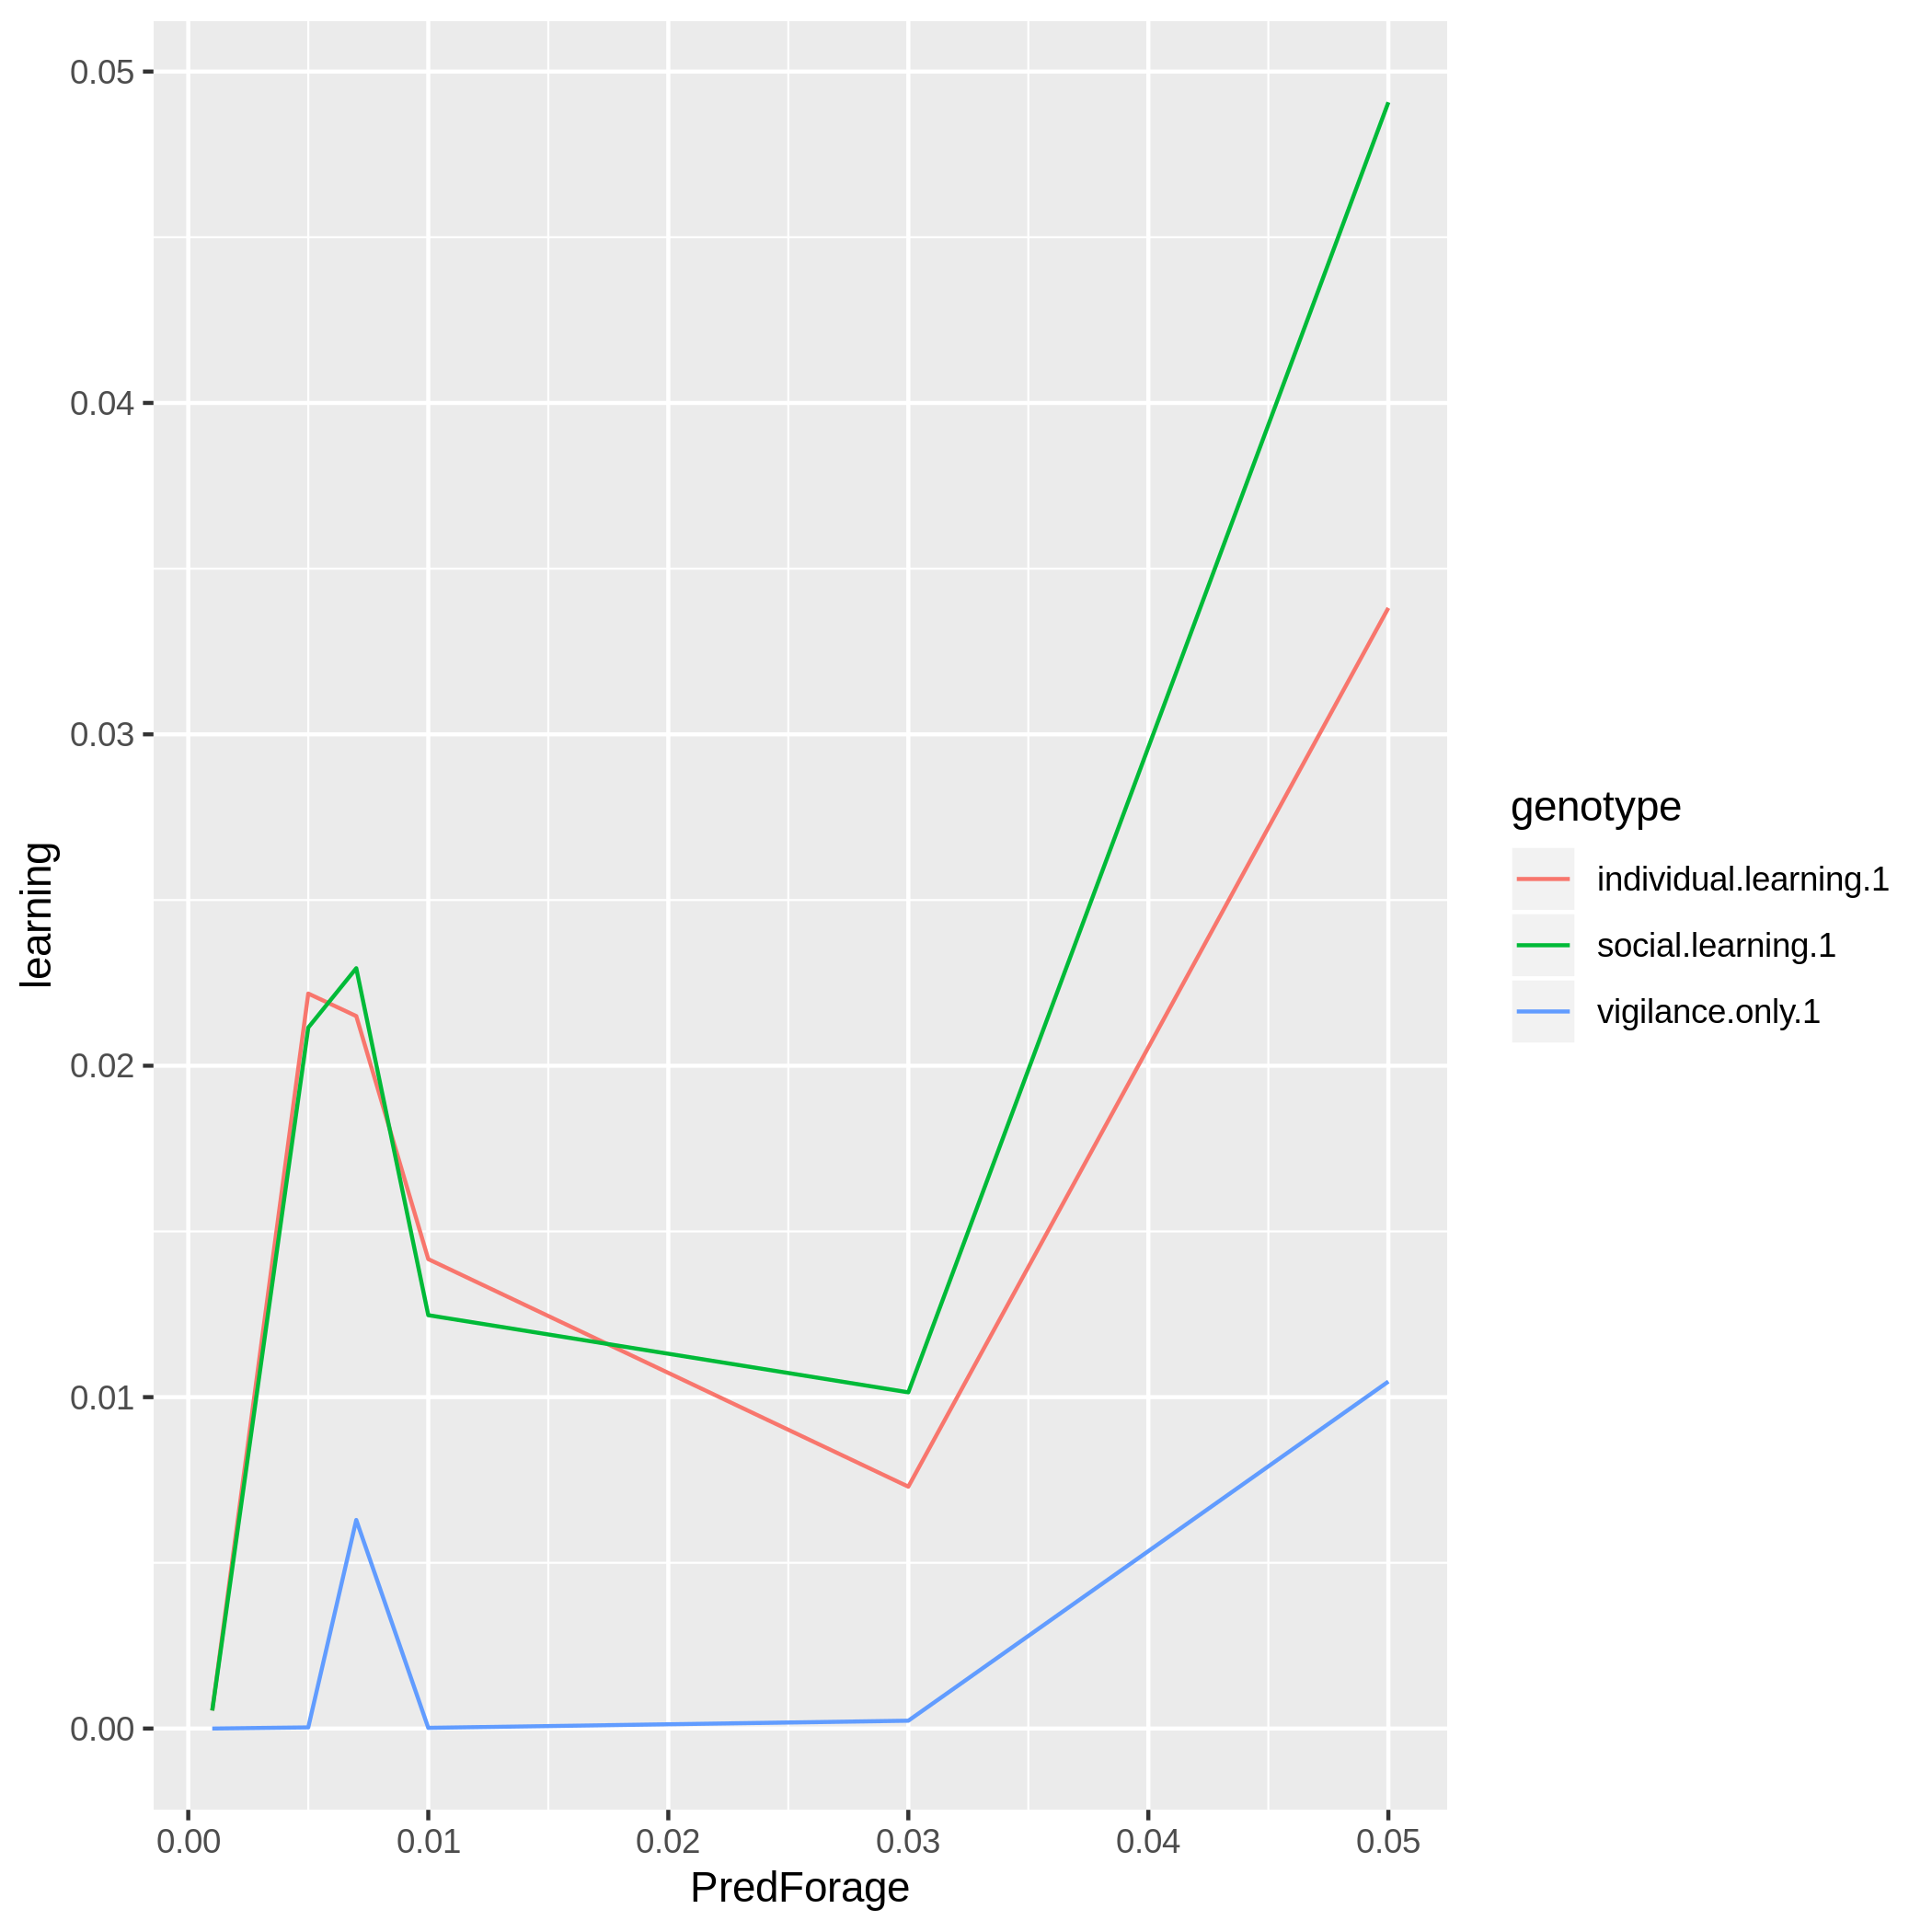 0.05
0.04
0.03
0.02
0.01
0.00
learning
0.00 0.01 0.02 0.03 0.04 0.05
PredForage
genotype
individual.learning.1
social.learning.1
vigilance.only.1